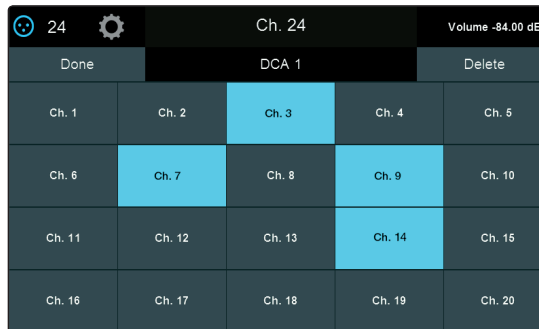 24 Ch. 24 Volume -84.00 dB
Done DCA 1 Delete
Ch. 1 Ch. 2 Ch. 3 Ch. 4 Ch. 5
Ch. 6 Ch. 7 Ch. 8 Ch. 9 Ch. 10
Ch. 11 Ch. 12 Ch. 13 Ch. 14 Ch. 15
Ch. 16 Ch. 17 Ch. 18 Ch. 19 Ch. 20